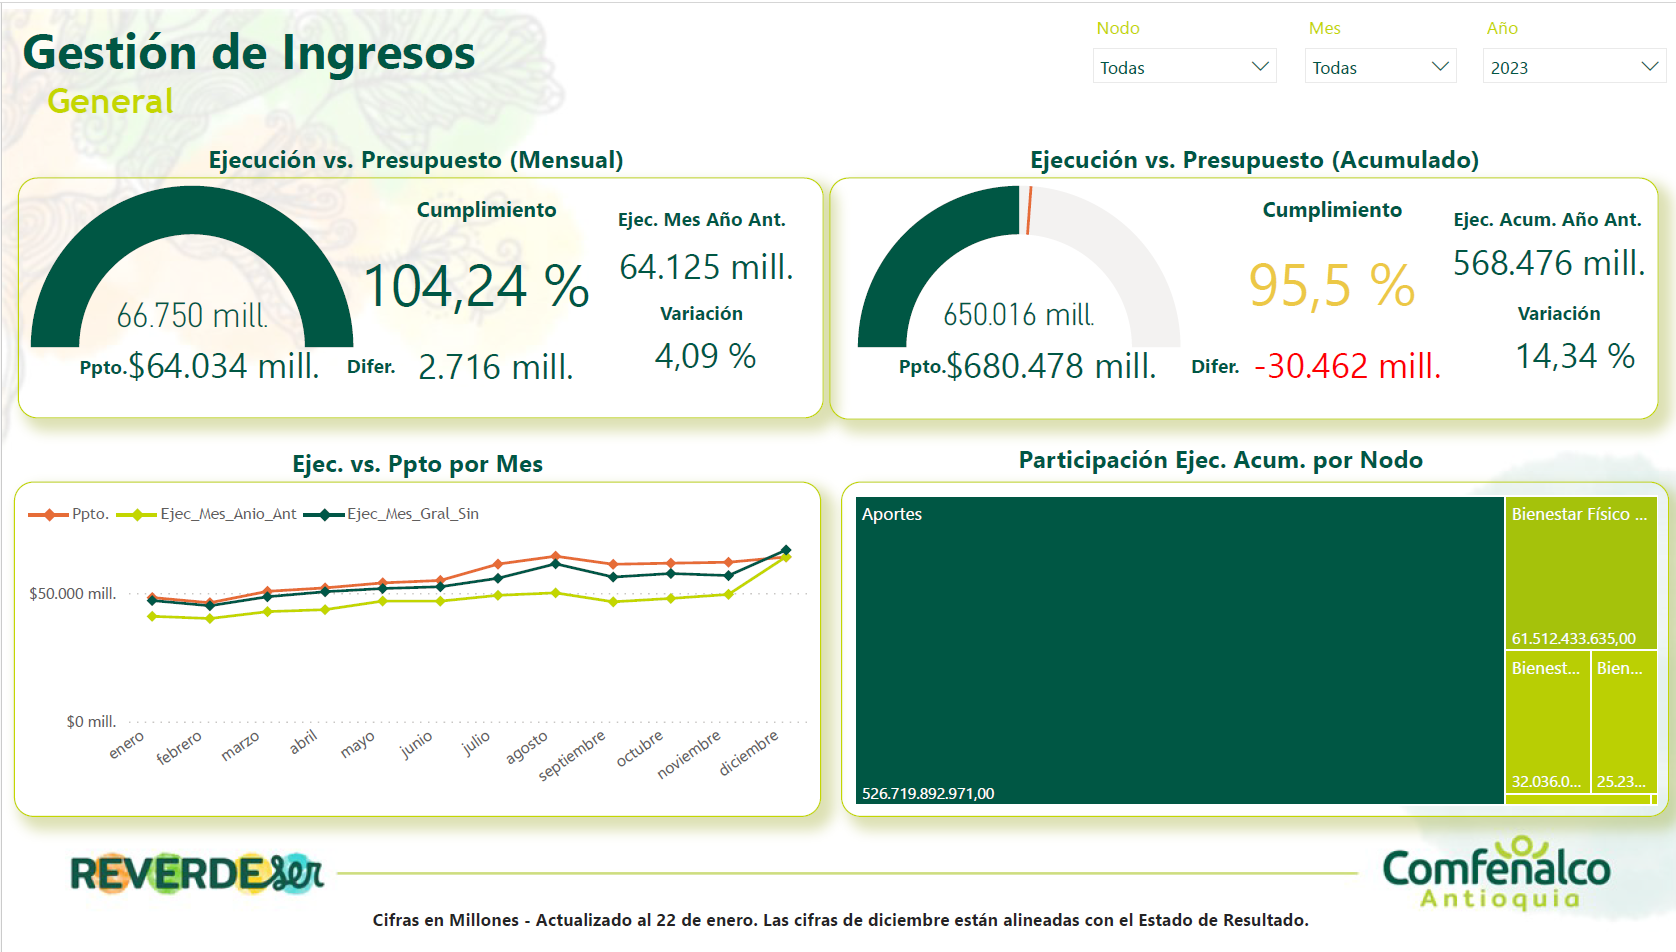 Gestión de Ingresos
General
Nodo
Todas
Mes
Todas
Año
2023
Ejecución vs. Presupuesto (Mensual)
66.750 mill.
Ppto.$64.034 mill.
Cumplimiento
104,24 %
Difer. 2.716 mill.
Ejec. Mes Año Ant.
64.125 mill.
Variación
4,09 %
Ejecución vs. Presupuesto (Acumulado)
650.016 mill.
Ppto.$680.478 mill.
Cumplimiento
95,5 %
Difer. -30.462 mill.
Ejec. Acum. Año Ant.
568.476 mill.
Variación
14,34 %
Ejec. vs. Ppto por Mes
Ppto. Ejec_Mes_Anio_Ant Ejec_Mes_Gral_Sin
$50.000 mill.
$0 mill.
enero
febrero
marzo
abril
mayo
junio
julio
agosto
septiembre
octubre
noviembre
diciembre
Participación Ejec. Acum. por Nodo
Aportes
526.719.892.971,00
Bienestar Físico ...
61.512.433.635,00
Bienest...
32.036.0...
Bien...
25.23...
REVERDEser
Comfenalco
Antioquia
Cifras en Millones - Actualizado al 22 de enero. Las cifras de diciembre están alineadas con el Estado de Resultado.